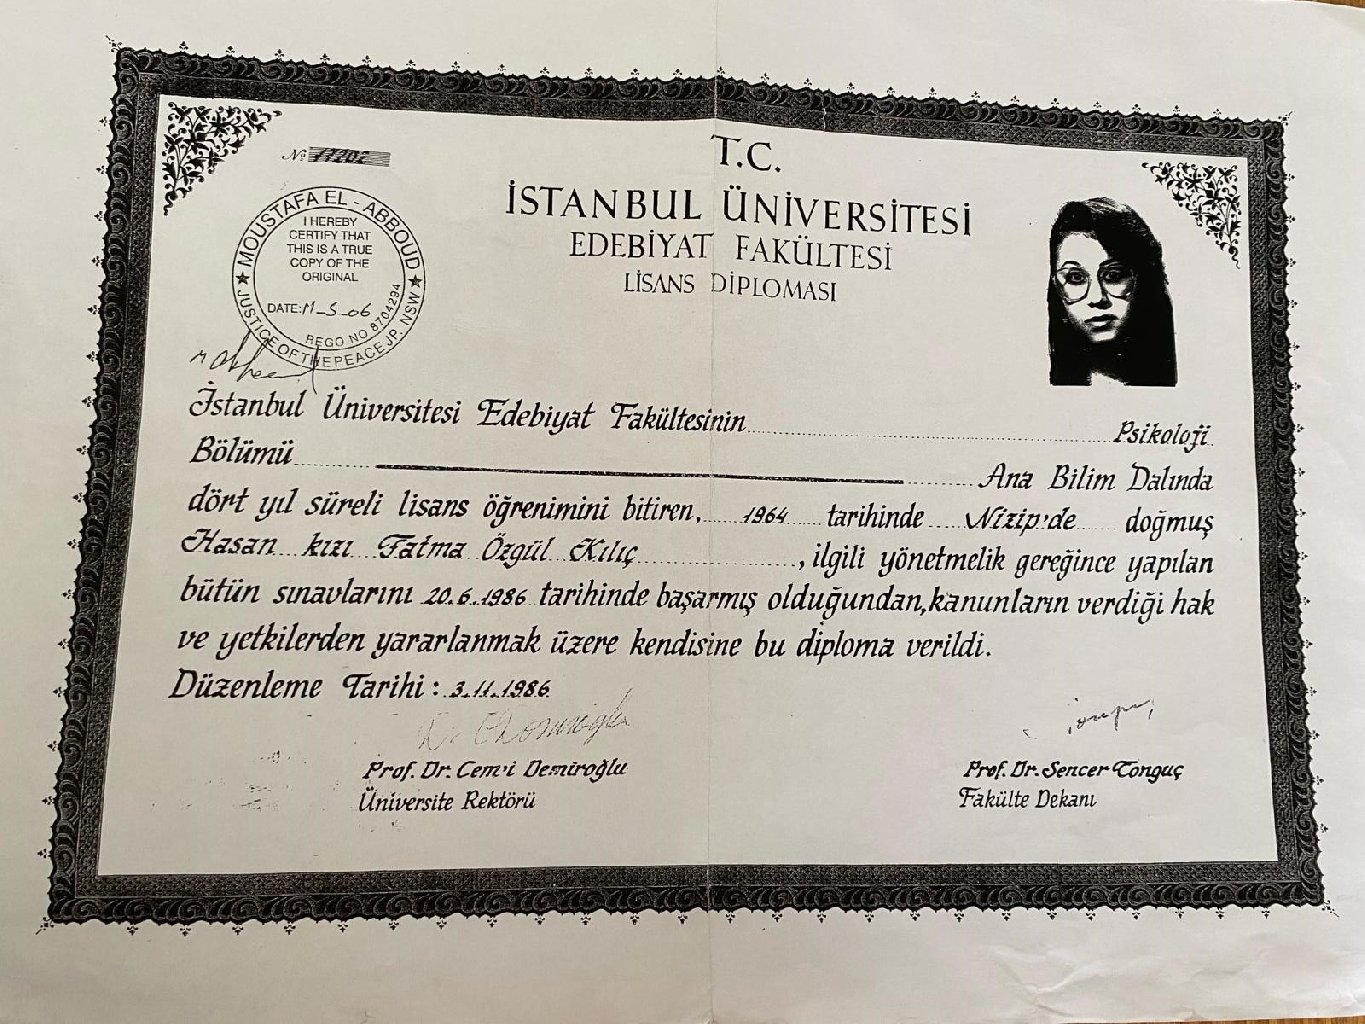 T.C.
İSTANBUL ÜNİVERSİTESİ
EDEBİYAT FAKÜLTESİ
LİSANS DİPLOMASI
Nº 11202
MOUSTAFA EL - ABBOUD
I HEREBY
CERTIFY THAT
THIS IS A TRUE
COPY OF THE
ORIGINAL
DATE: 11_5_06
REGO NO 8704294
JUSTICE OF THE PEACE JP. NSW
İstanbul Üniversitesi Edebiyat Fakültesinin Psikoloji
Bölümü Ana Bilim Dalında
dört yıl süreli lisans öğrenimini bitiren, 1964 tarihinde Nizip'de doğmuş
Hasan kızı Fatma Özgül Kılıç, ilgili yönetmelik gereğince yapılan
bütün sınavlarını 20.6.1986 tarihinde başarmış olduğundan, kanunların verdiği hak
ve yetkilerden yararlanmak üzere kendisine bu diploma verildi.
Düzenleme Tarihi : 3.11.1986
Prof. Dr. Cem'i Demiroğlu
Üniversite Rektörü
Prof. Dr. Sencer Tonguç
Fakülte Dekanı